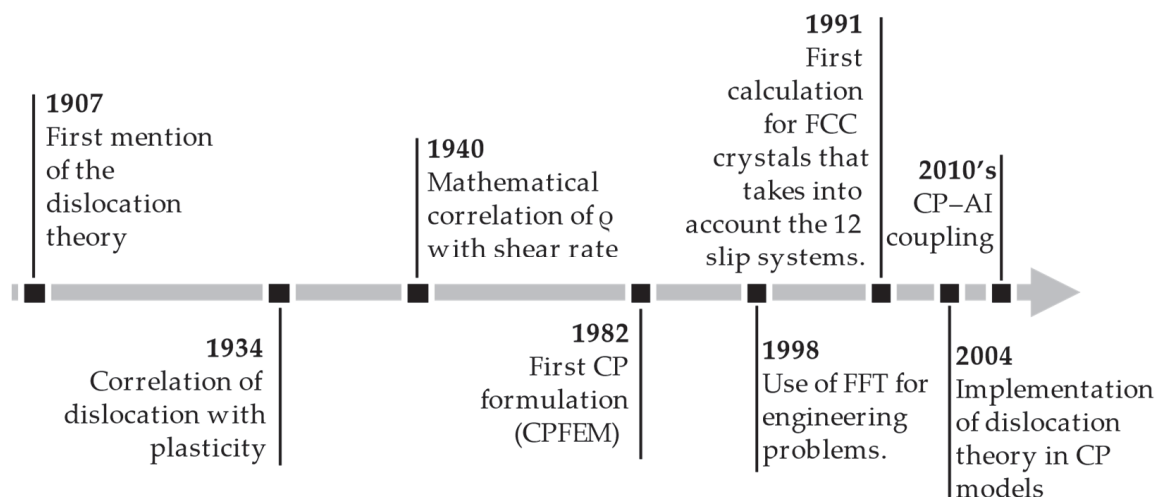 1907
First mention
of the
dislocation
theory
1934
Correlation of
dislocation with
plasticity
1940
Mathematical
correlation of ϱ
with shear rate
1982
First CP
formulation
(CPFEM)
1998
Use of FFT for
engineering
problems.
1991
First
calculation
for FCC
crystals that
takes into
account the 12
slip systems.
2004
Implementation
of dislocation
theory in CP
models
2010's
CP–AI
coupling